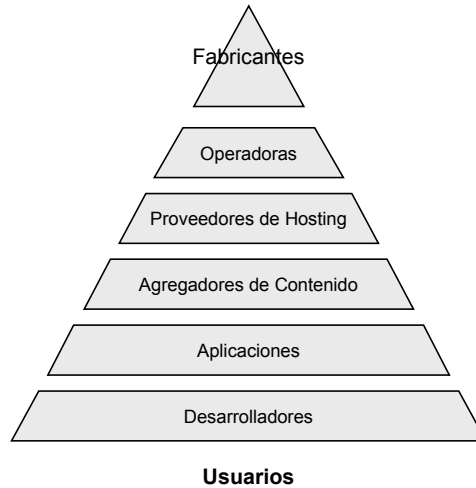 Fabricantes
Operadoras
Proveedores de Hosting
Agregadores de Contenido
Aplicaciones
Desarrolladores
Usuarios